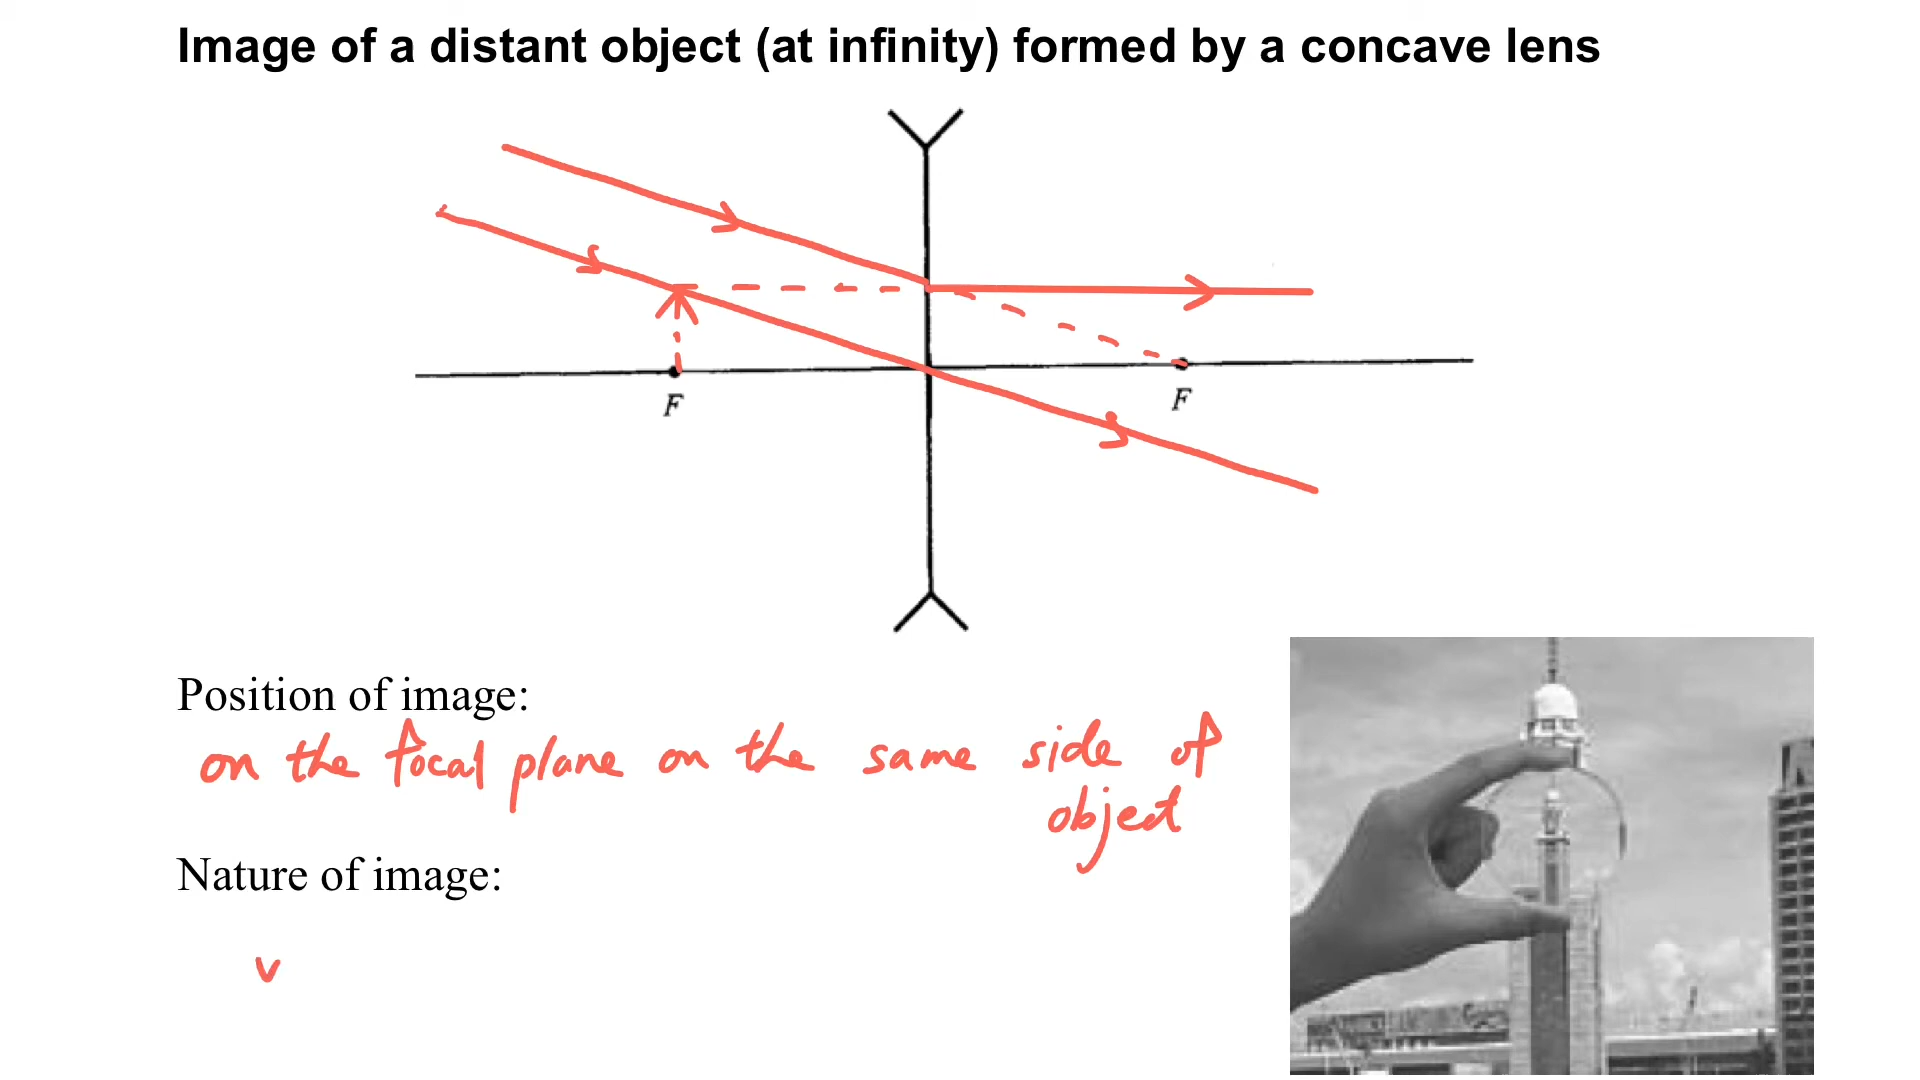 Image of a distant object (at infinity) formed by a concave lens
F
F
Position of image:
on the focal plane on the same side of
object
Nature of image:
v